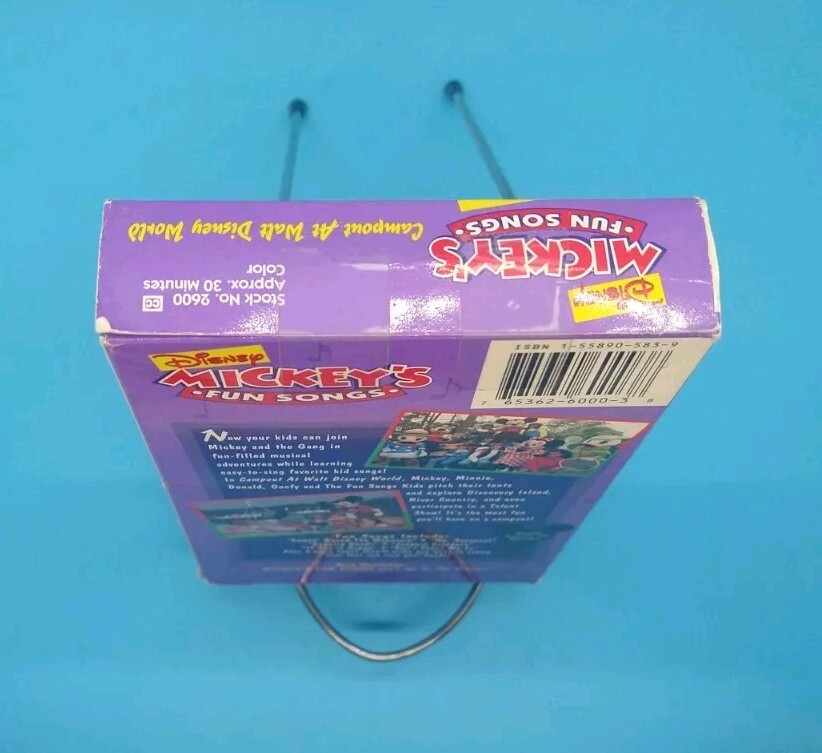 DISNEY
MICKEY'S
•FUN SONGS•
Campout At Walt Disney World
Stock No. 2600
Approx. 30 Minutes CC
Color
DISNEY
MICKEY'S
•FUN SONGS•
ISBN 1-55890-583-9
7 65362-6000-3 8
Now your kids can join
Mickey and the Gang in
fun-filled musical
adventures while learning
easy-to-sing favorite kid songs!
In Campout At Walt Disney World, Mickey, Minnie,
Donald, Goofy and The Fun Songs Kids pitch their tents
and explore Discovery Island,
River Country, and even
participate in a Talent
Show! It's the most fun
you'll have on a campout!
Fun Songs Include: